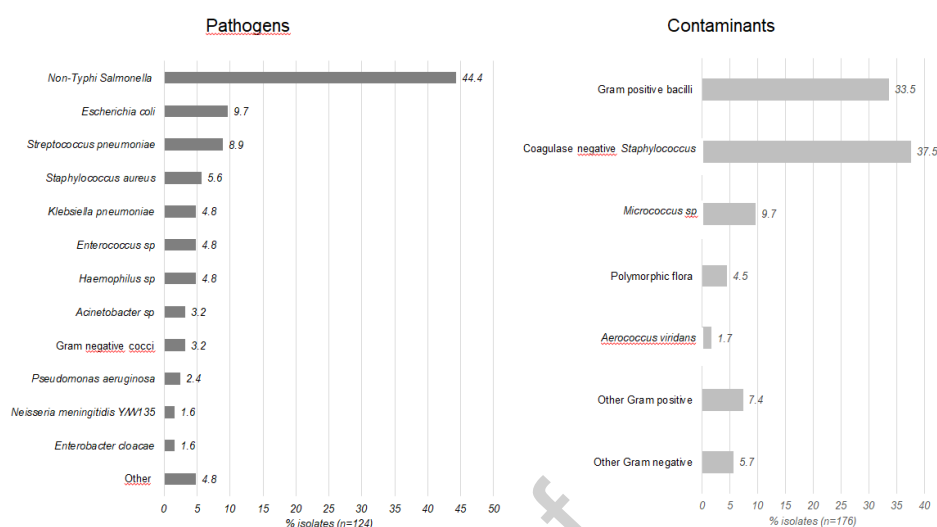 Pathogens
Non-Typhi Salmonella 44.4
Escherichia coli 9.7
Streptococcus pneumoniae 8.9
Staphylococcus aureus 5.6
Klebsiella pneumoniae 4.8
Enterococcus sp 4.8
Haemophilus sp 4.8
Acinetobacter sp 3.2
Gram negative cocci 3.2
Pseudomonas aeruginosa 2.4
Neisseria meningitidis Y/W135 1.6
Enterobacter cloacae 1.6
Other 4.8
0 5 10 15 20 25 30 35 40 45 50
% isolates (n=124)
Contaminants
Gram positive bacilli 33.5
Coagulase negative Staphylococcus 37.5
Micrococcus sp 9.7
Polymorphic flora 4.5
Aerococcus viridans 1.7
Other Gram positive 7.4
Other Gram negative 5.7
0 5 10 15 20 25 30 35 40
% isolates (n=176)